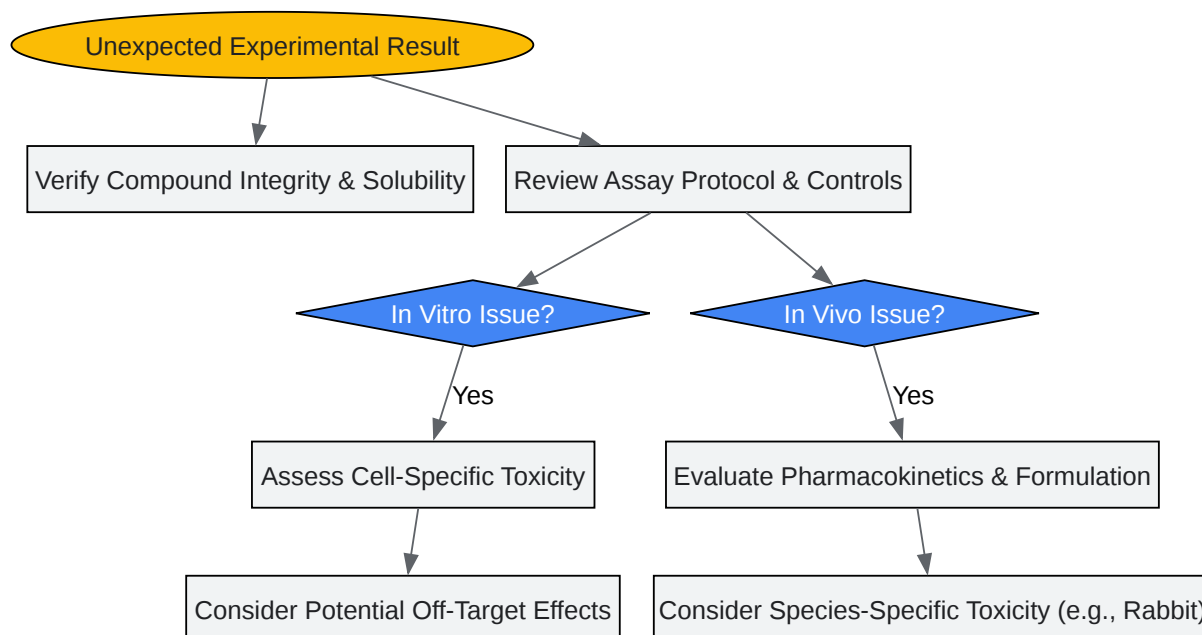 Unexpected Experimental Result
Verify Compound Integrity & Solubility
Review Assay Protocol & Controls
In Vitro Issue?
In Vivo Issue?
Yes
Yes
Assess Cell-Specific Toxicity
Evaluate Pharmacokinetics & Formulation
Consider Potential Off-Target Effects
Consider Species-Specific Toxicity (e.g., Rabbit)